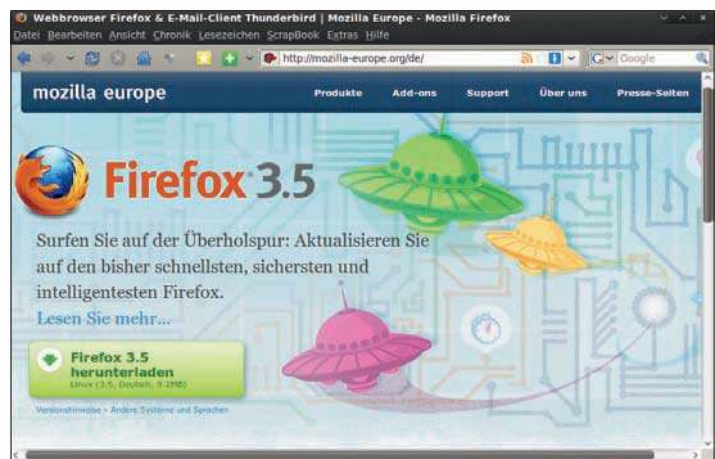 Webbrowser Firefox & E-Mail-Client Thunderbird | Mozilla Europe - Mozilla Firefox
Datei Bearbeiten Ansicht Chronik Lesezeichen ScrapBook Extras Hilfe
http://mozilla-europe.org/de/
Google
mozilla europe
Produkte Add-ons Support Über uns Presse-Seiten
Firefox 3.5
Surfen Sie auf der Überholspur: Aktualisieren Sie
auf den bisher schnellsten, sichersten und
intelligentesten Firefox.
Lesen Sie mehr...
Firefox 3.5
herunterladen
Linux (3.5, Deutsch, 9.2MB)
Versionshinweise - Andere Systeme und Sprachen